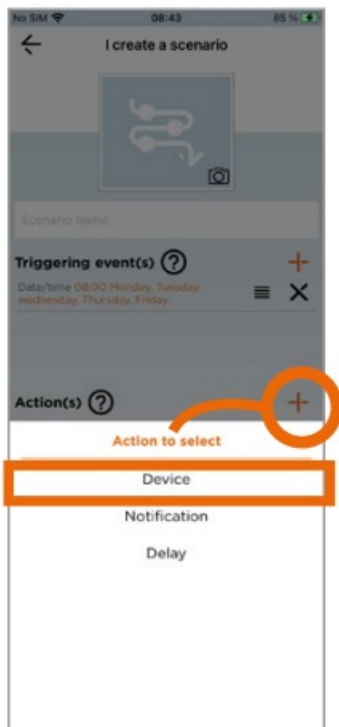 No SIM 08:43 85 %
I create a scenario
Scenario name
Triggering event(s) ?
Date/time 08:00 Monday, Tuesday,
wednesday, Thursday, Friday
Action(s) ?
Action to select
Device
Notification
Delay